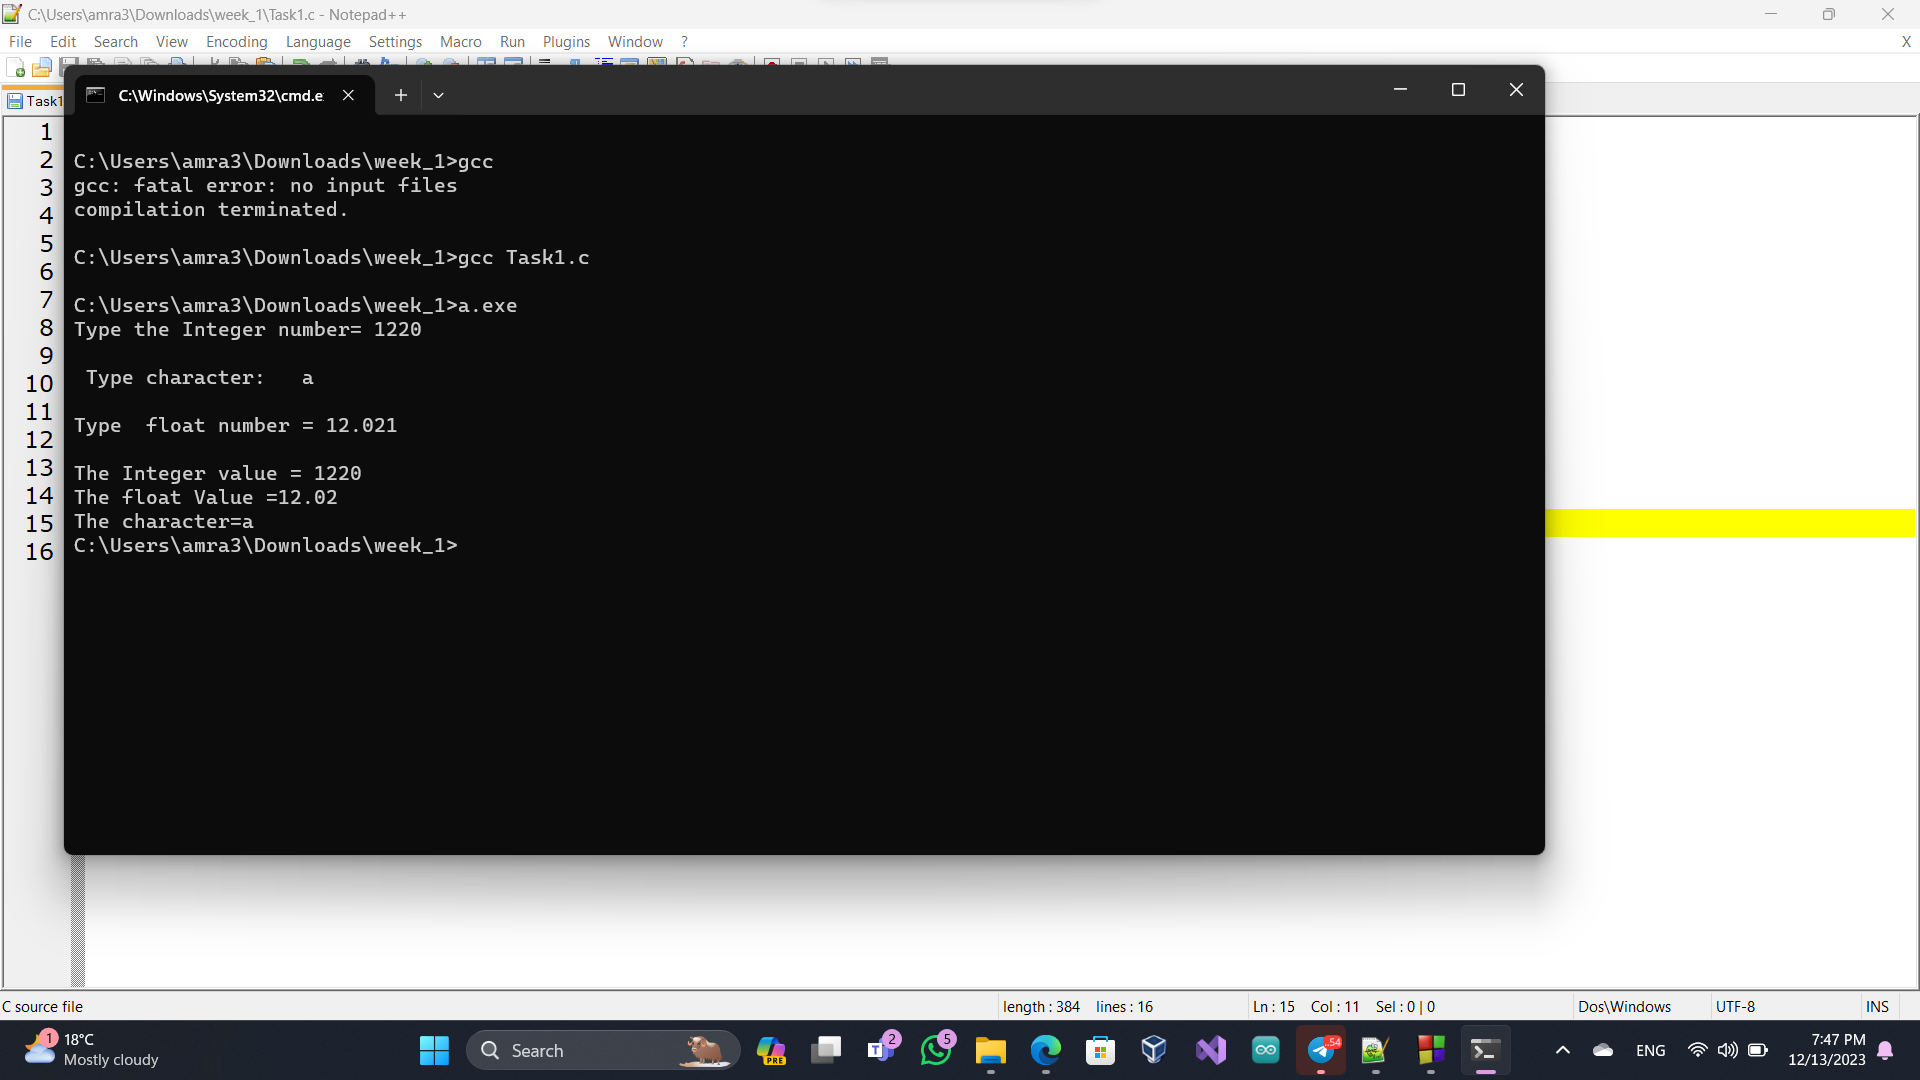 C:\Users\amra3\Downloads\week_1\Task1.c - Notepad++
File Edit Search View Encoding Language Settings Macro Run Plugins Window ?
X
C:\Windows\System32\cmd.e
Task1
1
2
3
4
5
6
7
8
9
10
11
12
13
14
15
16
C:\Users\amra3\Downloads\week_1>gcc
gcc: fatal error: no input files
compilation terminated.
C:\Users\amra3\Downloads\week_1>gcc Task1.c
C:\Users\amra3\Downloads\week_1>a.exe
Type the Integer number= 1220
Type character:   a
Type  float number = 12.021
The Integer value = 1220
The float Value =12.02
The character=a
C:\Users\amra3\Downloads\week_1>
C source file length : 384 lines : 16 Ln : 15 Col : 11 Sel : 0 | 0 Dos\Windows UTF-8 INS
1 18°C
Mostly cloudy
Search
PRE
2
5
54
ENG
7:47 PM
12/13/2023